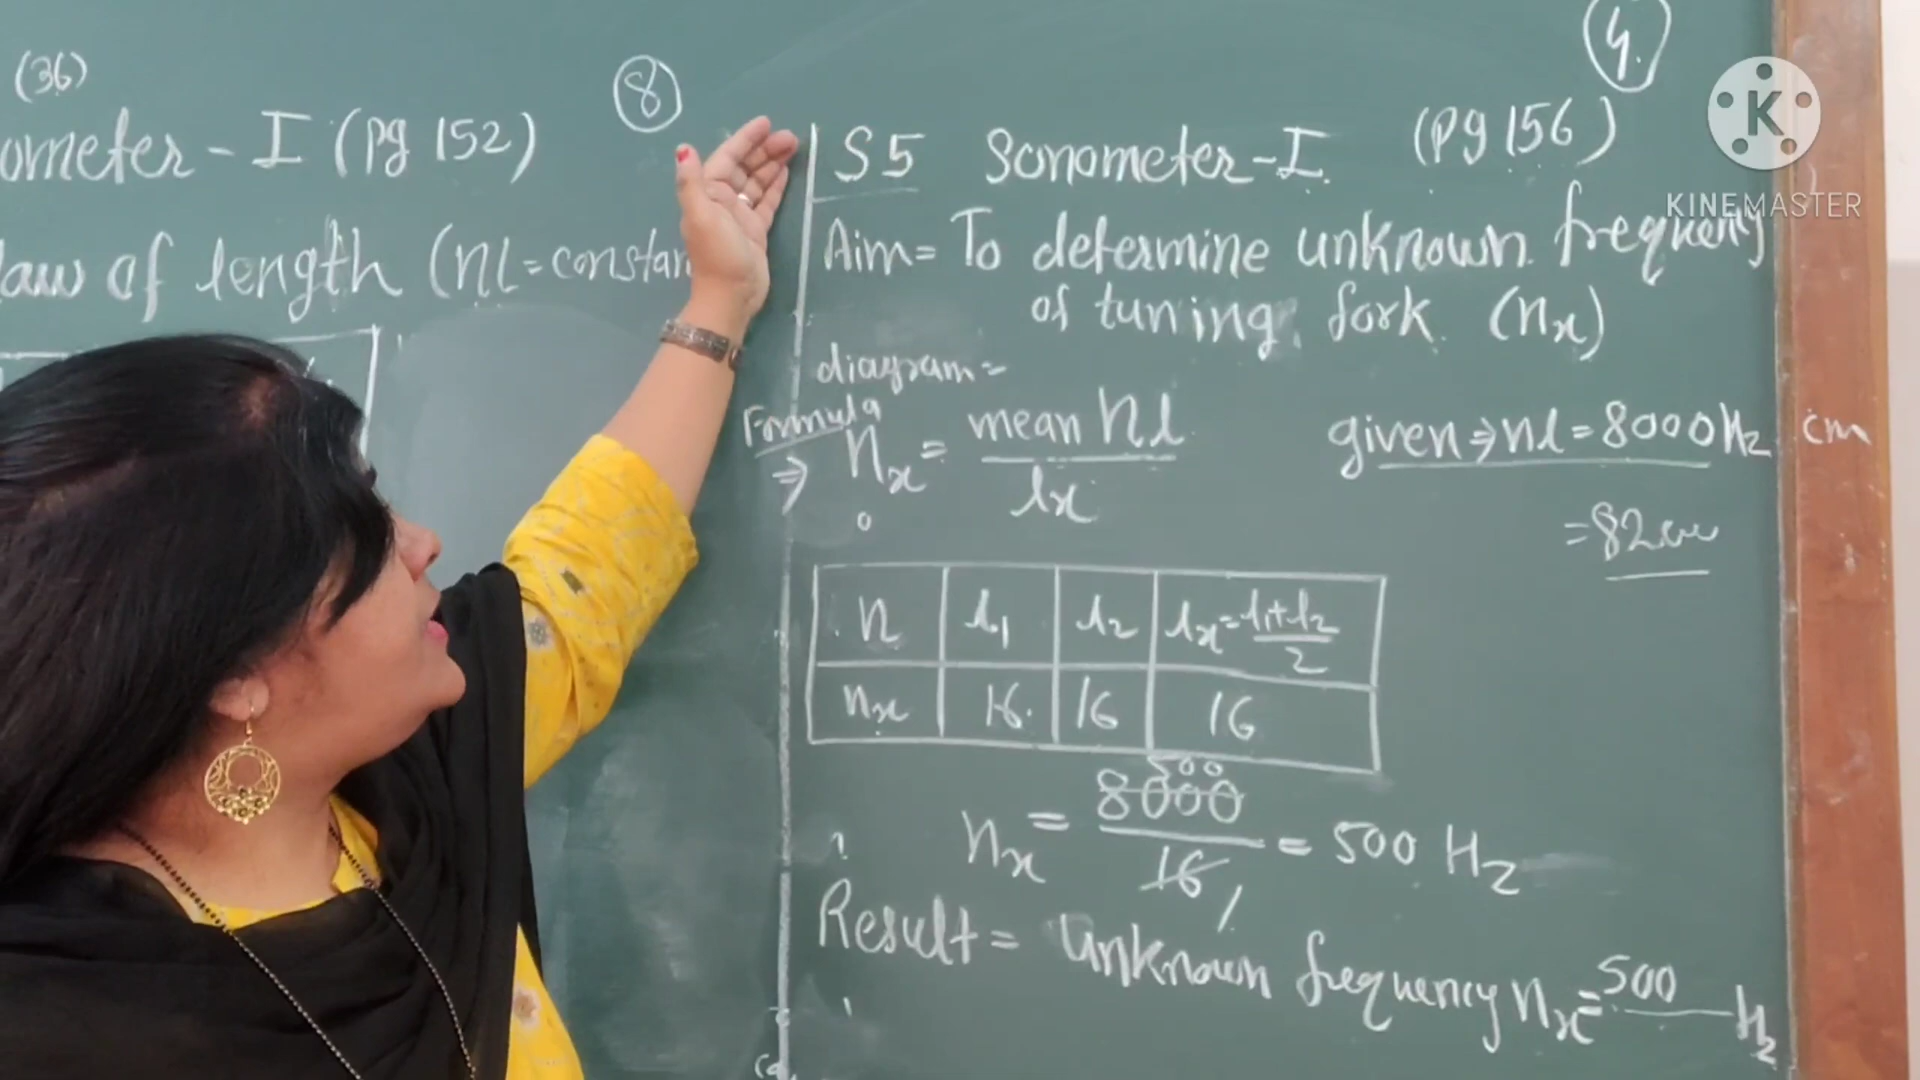 (36)
ometer - I (pg 152)
8
law of length (nl = constan
4.
S5 Sonometer - I. (pg 156)
Aim = To determine unknown frequency
of tuning fork. (nx)
diagram =
Formula
⇒ nx = mean nl / lx
given ⇒ nl = 8000 Hz cm
n l1 l2 lx = l1+l2 / 2
nx 16 16 16
500
nx = 8000 / 16 = 500 Hz
Result = unknown frequency nx = 500 Hz
K
KINEMASTER